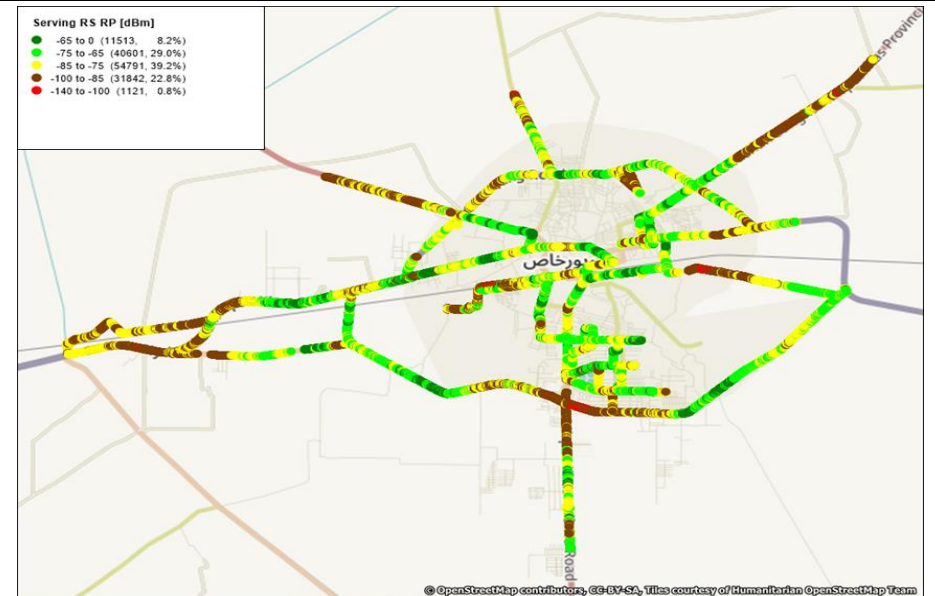 Serving RS RP [dBm]
-65 to 0 (11513, 8.2%)
-75 to -65 (40601, 29.0%)
-85 to -75 (54791, 39.2%)
-100 to -85 (31842, 22.8%)
-140 to -100 (1121, 0.8%)
Road
© OpenStreetMap contributors, CC-BY-SA, Tiles courtesy of Humanitarian OpenStreetMap Team